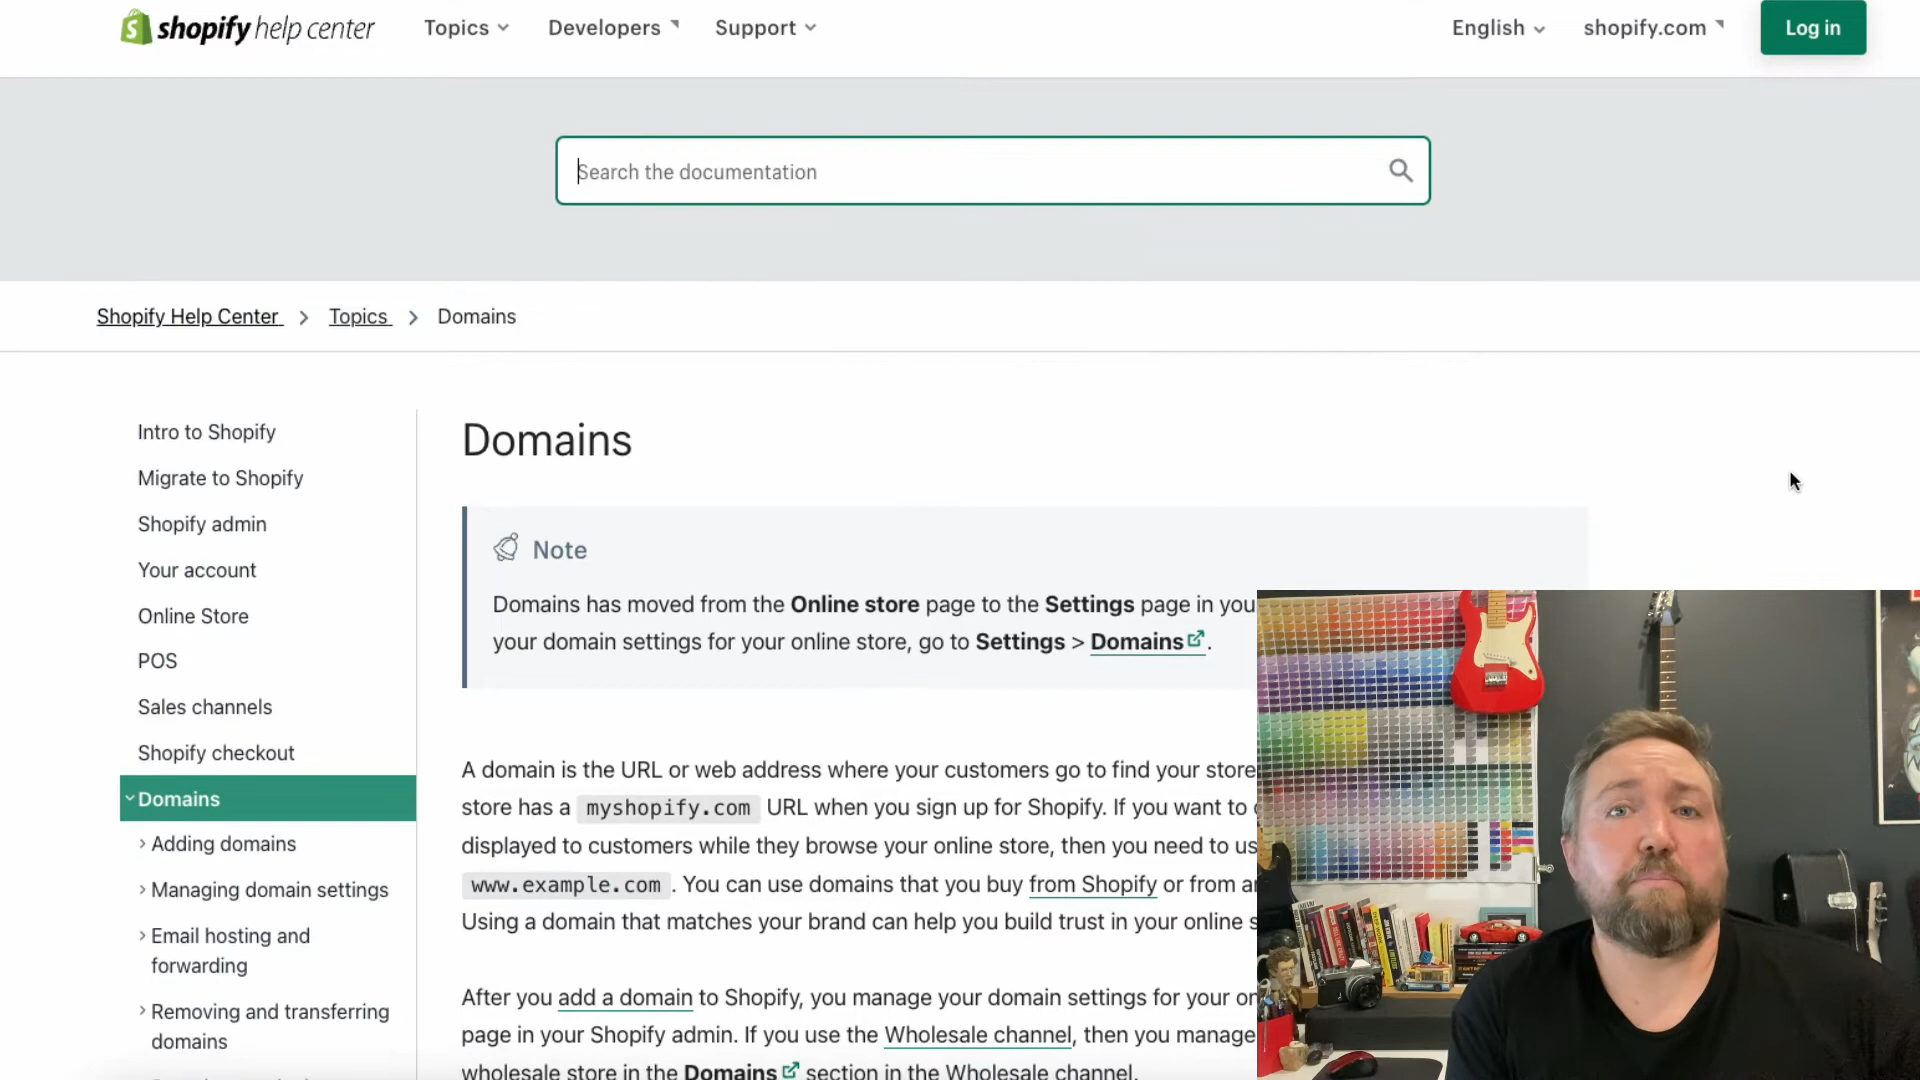 shopify help center
Topics
Developers
Support
English
shopify.com
Log in
Search the documentation
Shopify Help Center > Topics > Domains
Intro to Shopify
Migrate to Shopify
Shopify admin
Your account
Online Store
POS
Sales channels
Shopify checkout
Domains
Adding domains
Managing domain settings
Email hosting and
forwarding
Removing and transferring
domains
Domains
Note
Domains has moved from the Online store page to the Settings page in you
your domain settings for your online store, go to Settings > Domains.
A domain is the URL or web address where your customers go to find your store
store has a myshopify.com URL when you sign up for Shopify. If you want to
displayed to customers while they browse your online store, then you need to us
www.example.com. You can use domains that you buy from Shopify or from
Using a domain that matches your brand can help you build trust in your online s
After you add a domain to Shopify, you manage your domain settings for your
page in your Shopify admin. If you use the Wholesale channel, then you manage
wholesale store in the Domains section in the Wholesale channel.